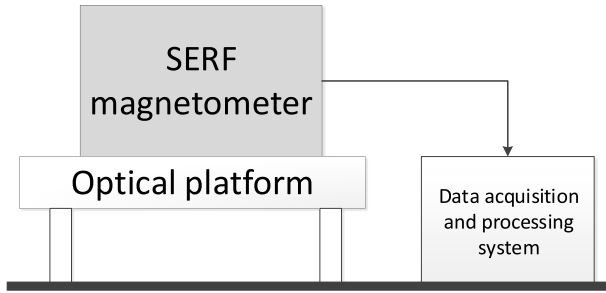 SERF
magnetometer
Optical platform
Data acquisition
and processing
system